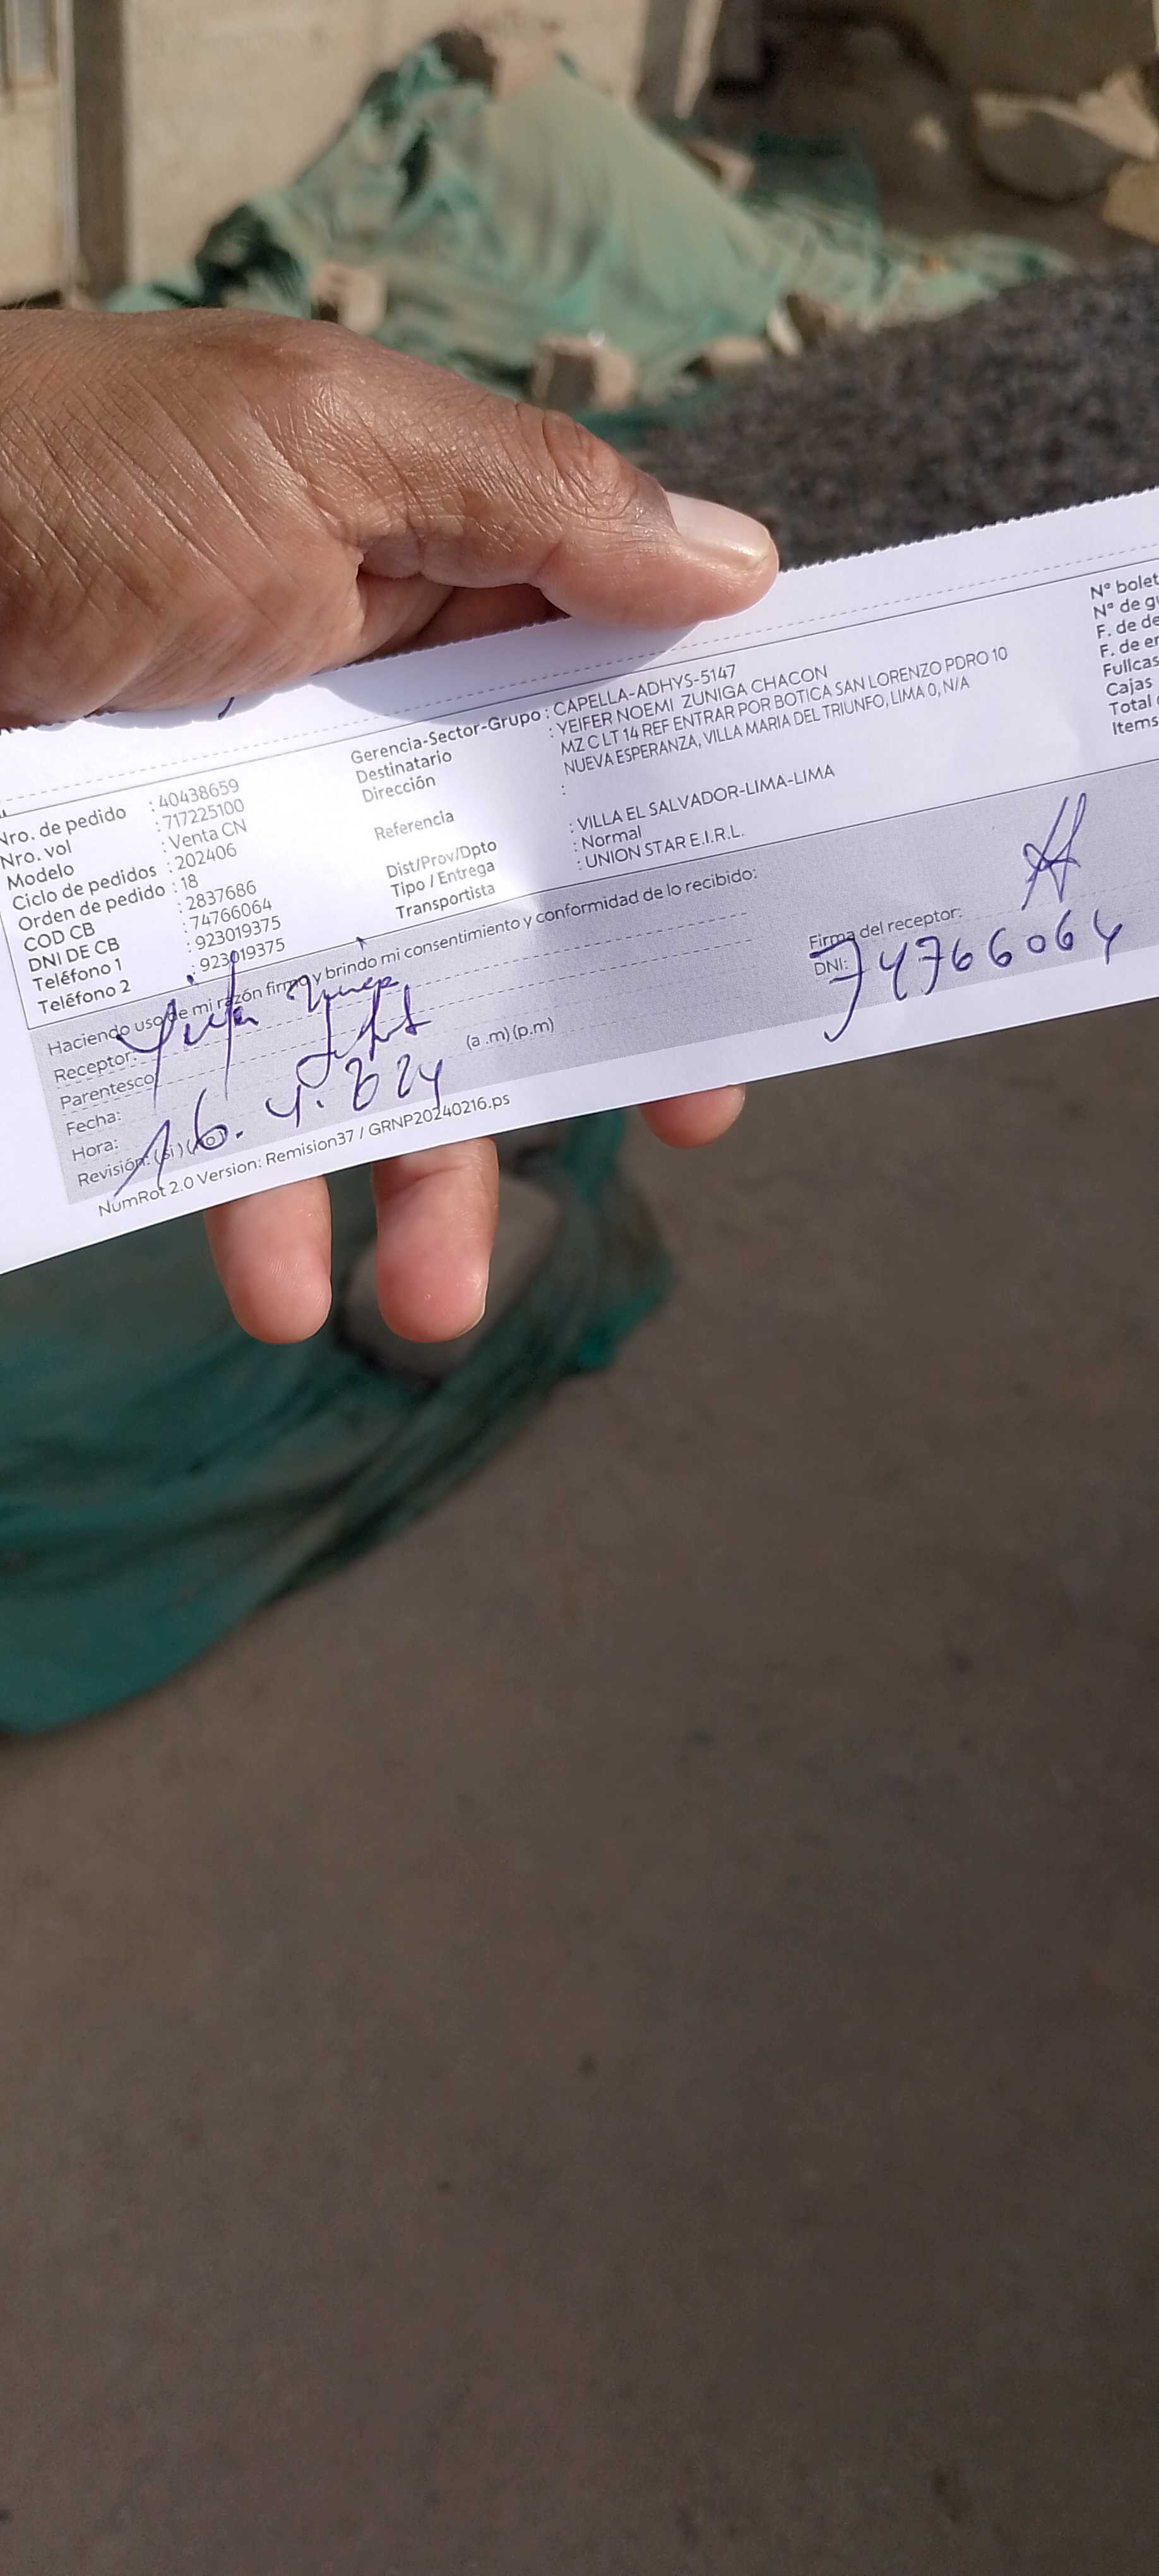 Nro. de pedido : 40438659
Nro. vol : 717225100
Modelo : Venta CN
Ciclo de pedidos : 202406
Orden de pedido : 18
COD CB : 2837686
DNI DE CB : 74766064
Teléfono 1 : 923019375
Teléfono 2 : 923019375
Gerencia-Sector-Grupo : CAPELLA-ADHYS-5147
Destinatario : YEIFER NOEMI ZUNIGA CHACON
Dirección : MZ C LT 14 REF ENTRAR POR BOTICA SAN LORENZO PDRO 10
NUEVA ESPERANZA, VILLA MARIA DEL TRIUNFO, LIMA 0, N/A
Referencia :
Dist/Prov/Dpto : VILLA EL SALVADOR-LIMA-LIMA
Tipo / Entrega : Normal
Transportista : UNION STAR E.I.R.L.
Nº bolet
Nº de gu
F. de de
F. de en
Fullcas
Cajas
Total
Items
Haciendo uso de mi razón firmo y brindo mi consentimiento y conformidad de lo recibido:
Receptor:
Parentesco:
Fecha: 16.4.2024
Hora: (a .m) (p.m)
Revisión: (si) (no)
Firma del receptor:
DNI: 74766064
NumRot 2.0 Version: Remision37 / GRNP20240216.ps